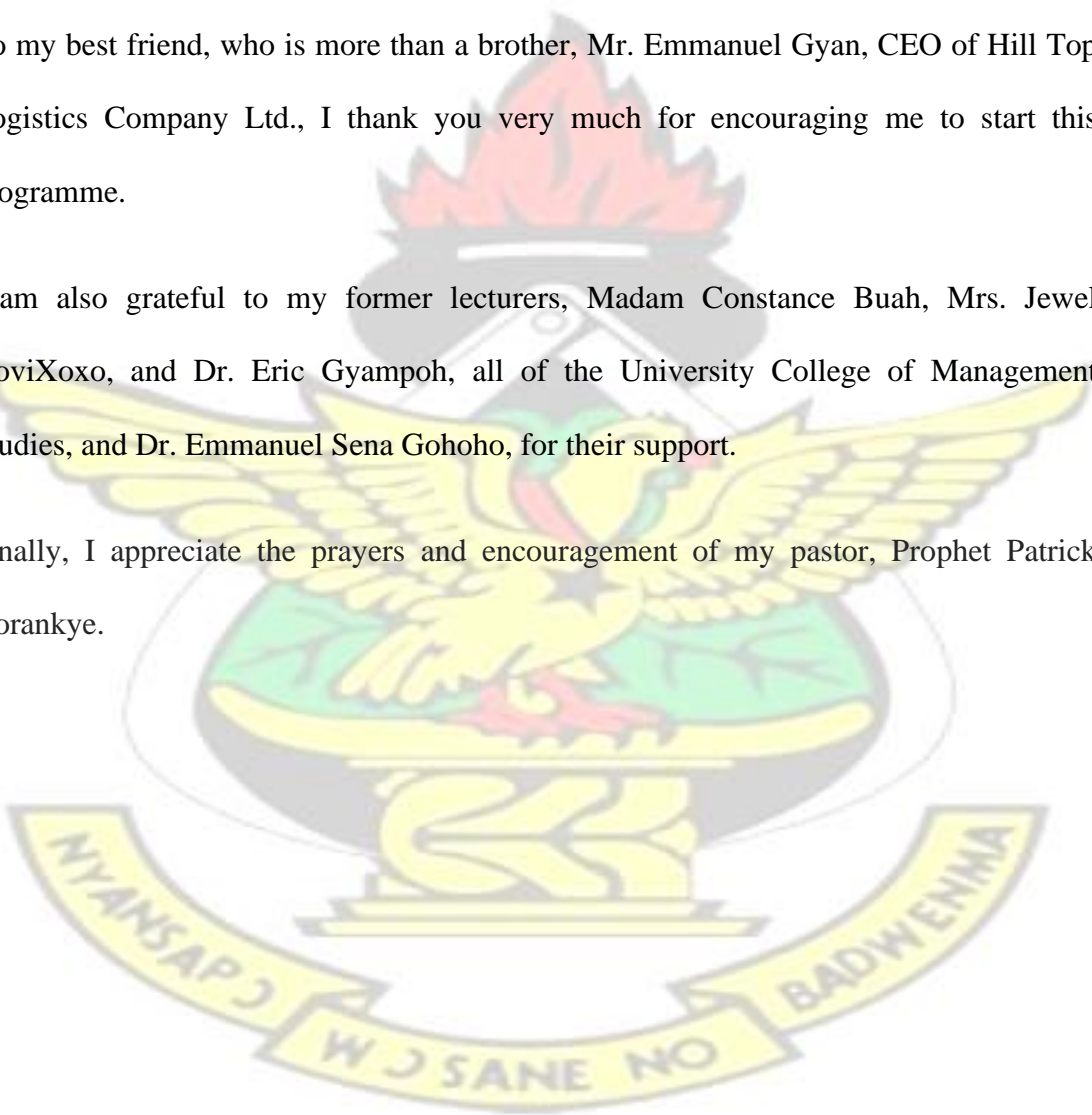 o my best friend, who is more than a brother, Mr. Emmanuel Gyan, CEO of Hill Top
ogistics Company Ltd., I thank you very much for encouraging me to start this
ogramme.
am also grateful to my former lecturers, Madam Constance Buah, Mrs. Jewel
oviXoxo, and Dr. Eric Gyampoh, all of the University College of Management
udies, and Dr. Emmanuel Sena Gohoho, for their support.
nally, I appreciate the prayers and encouragement of my pastor, Prophet Patrick
orankye.
NYANSAPƆ WƆSANE NO BADWENMA